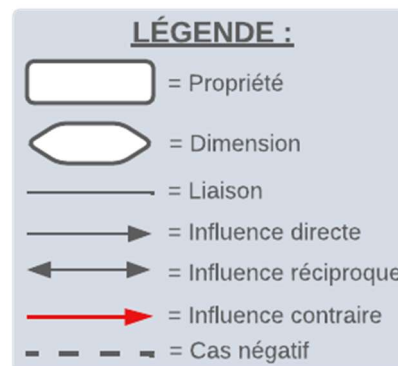 LÉGENDE :
= Propriété
= Dimension
= Liaison
= Influence directe
= Influence réciproque
= Influence contraire
= Cas négatif